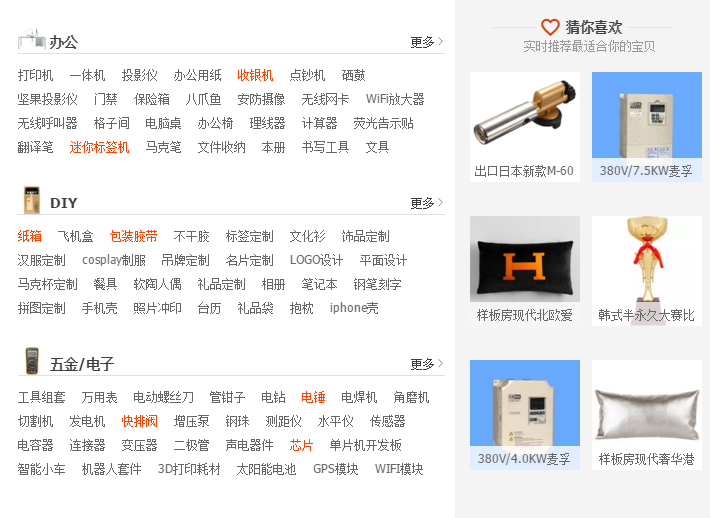 办公
更多
打印机 一体机 投影仪 办公用纸 收银机 点钞机 硒鼓
坚果投影仪 门禁 保险箱 八爪鱼 安防摄像 无线网卡 WiFi放大器
无线呼叫器 格子间 电脑桌 办公椅 理线器 计算器 荧光告示贴
翻译笔 迷你标签机 马克笔 文件收纳 本册 书写工具 文具
DIY
更多
纸箱 飞机盒 包装胶带 不干胶 标签定制 文化衫 饰品定制
汉服定制 cosplay制服 吊牌定制 名片定制 LOGO设计 平面设计
马克杯定制 餐具 软陶人偶 礼品定制 相册 笔记本 钢笔刻字
拼图定制 手机壳 照片冲印 台历 礼品袋 抱枕 iphone壳
五金/电子
更多
工具组套 万用表 电动螺丝刀 管钳子 电钻 电锤 电焊机 角磨机
切割机 发电机 快排阀 增压泵 钢珠 测距仪 水平仪 传感器
电容器 连接器 变压器 二极管 声电器件 芯片 单片机开发板
智能小车 机器人套件 3D打印耗材 太阳能电池 GPS模块 WIFI模块
猜你喜欢
实时推荐最适合你的宝贝
出口日本新款M-60
380V/7.5KW麦孚
样板房现代北欧爱
韩式半永久大赛比
380V/4.0KW麦孚
样板房现代奢华港